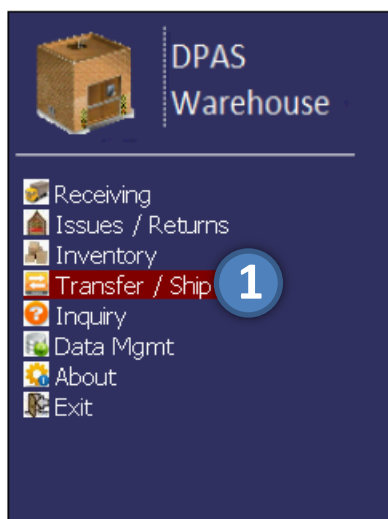 DPAS
Warehouse
Receiving
Issues / Returns
Inventory
Transfer / Ship
1
Inquiry
Data Mgmt
About
Exit